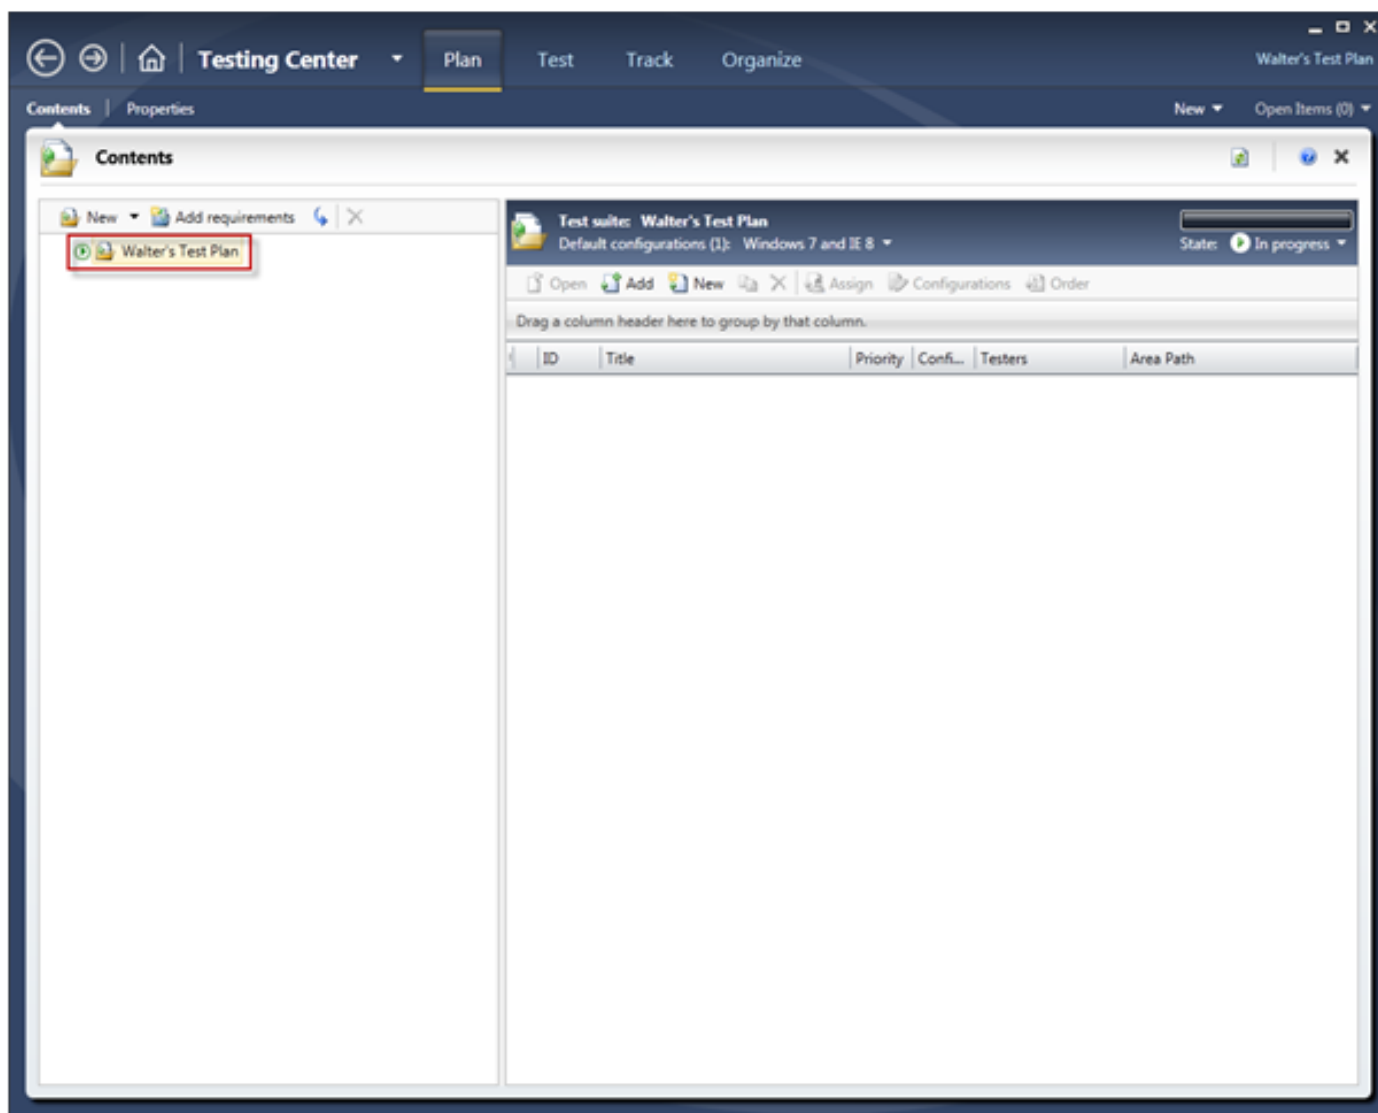 Testing Center Plan Test Track Organize Walter's Test Plan
Contents Properties New Open Items (0)
Contents
New Add requirements
Walter's Test Plan
Test suite: Walter's Test Plan
Default configurations (1): Windows 7 and IE 8 State: In progress
Open Add New Assign Configurations Order
Drag a column header here to group by that column.
ID Title Priority Confi... Testers Area Path